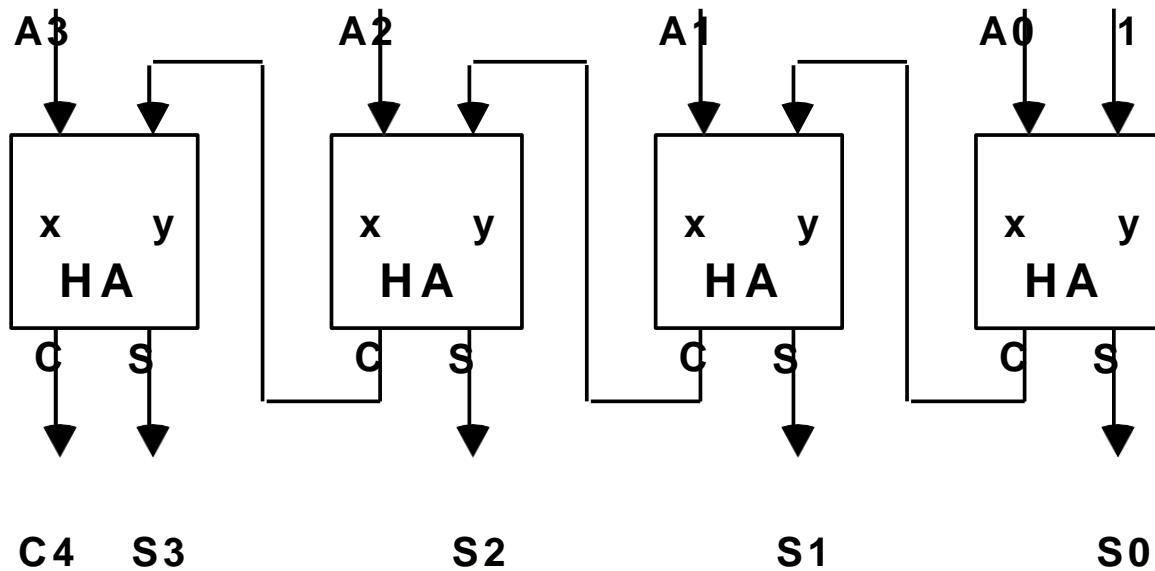 A3 A2 A1 A0 1
x y x y x y x y
HA HA HA HA
C S C S C S C S
C4 S3 S2 S1 S0